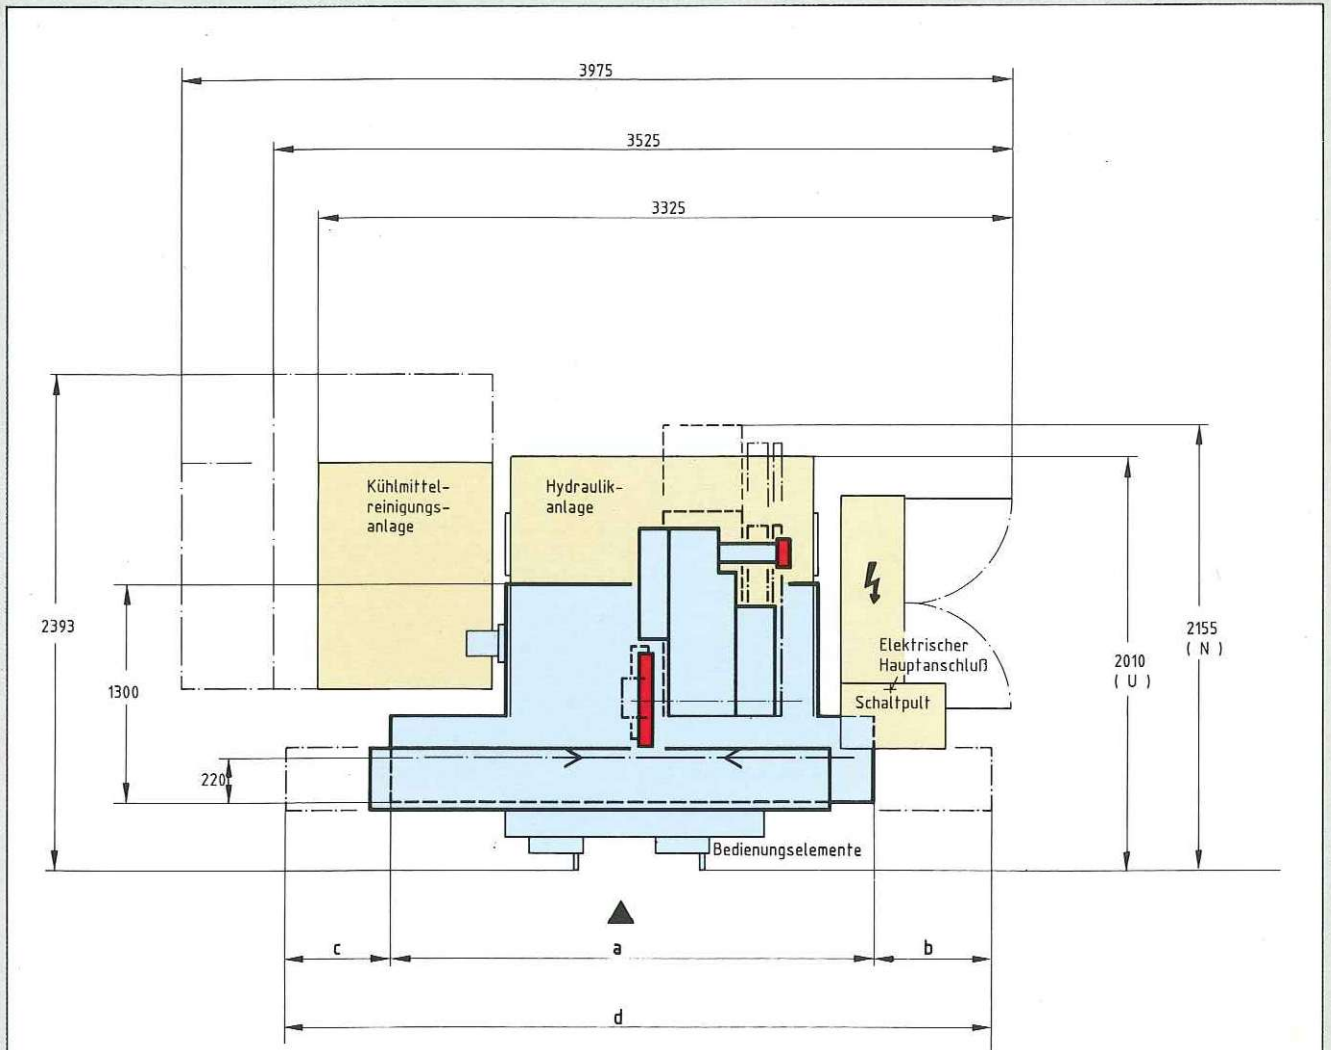 3975
3525
3325
Kühlmittel-
reinigungs-
anlage
Hydraulik-
anlage
2393
1300
220
Elektrischer
Hauptanschluß
Schaltpult
2010
( U )
2155
( N )
Bedienungselemente
c
a
b
d